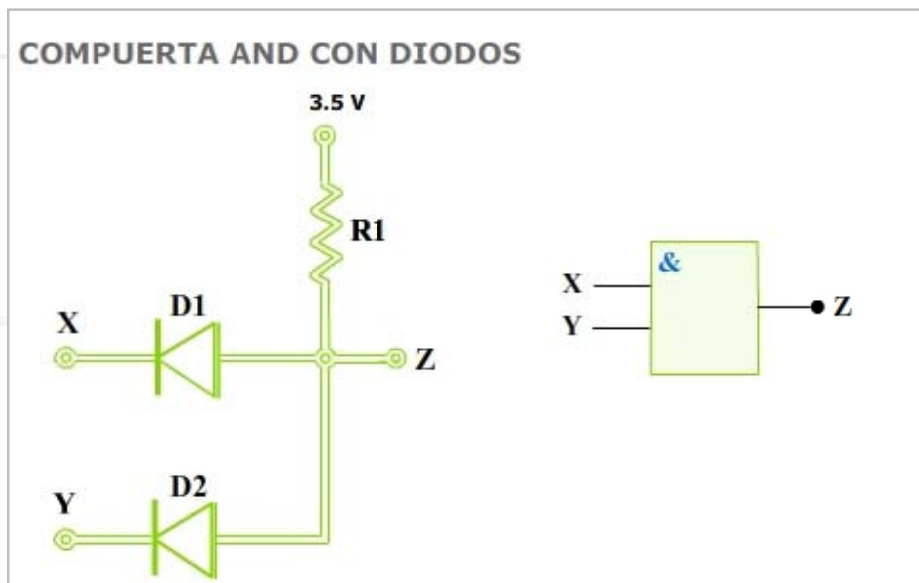 COMPUERTA AND CON DIODOS
3.5 V
R1
&
X
D1
X
Z
Z
Y
D2
Y